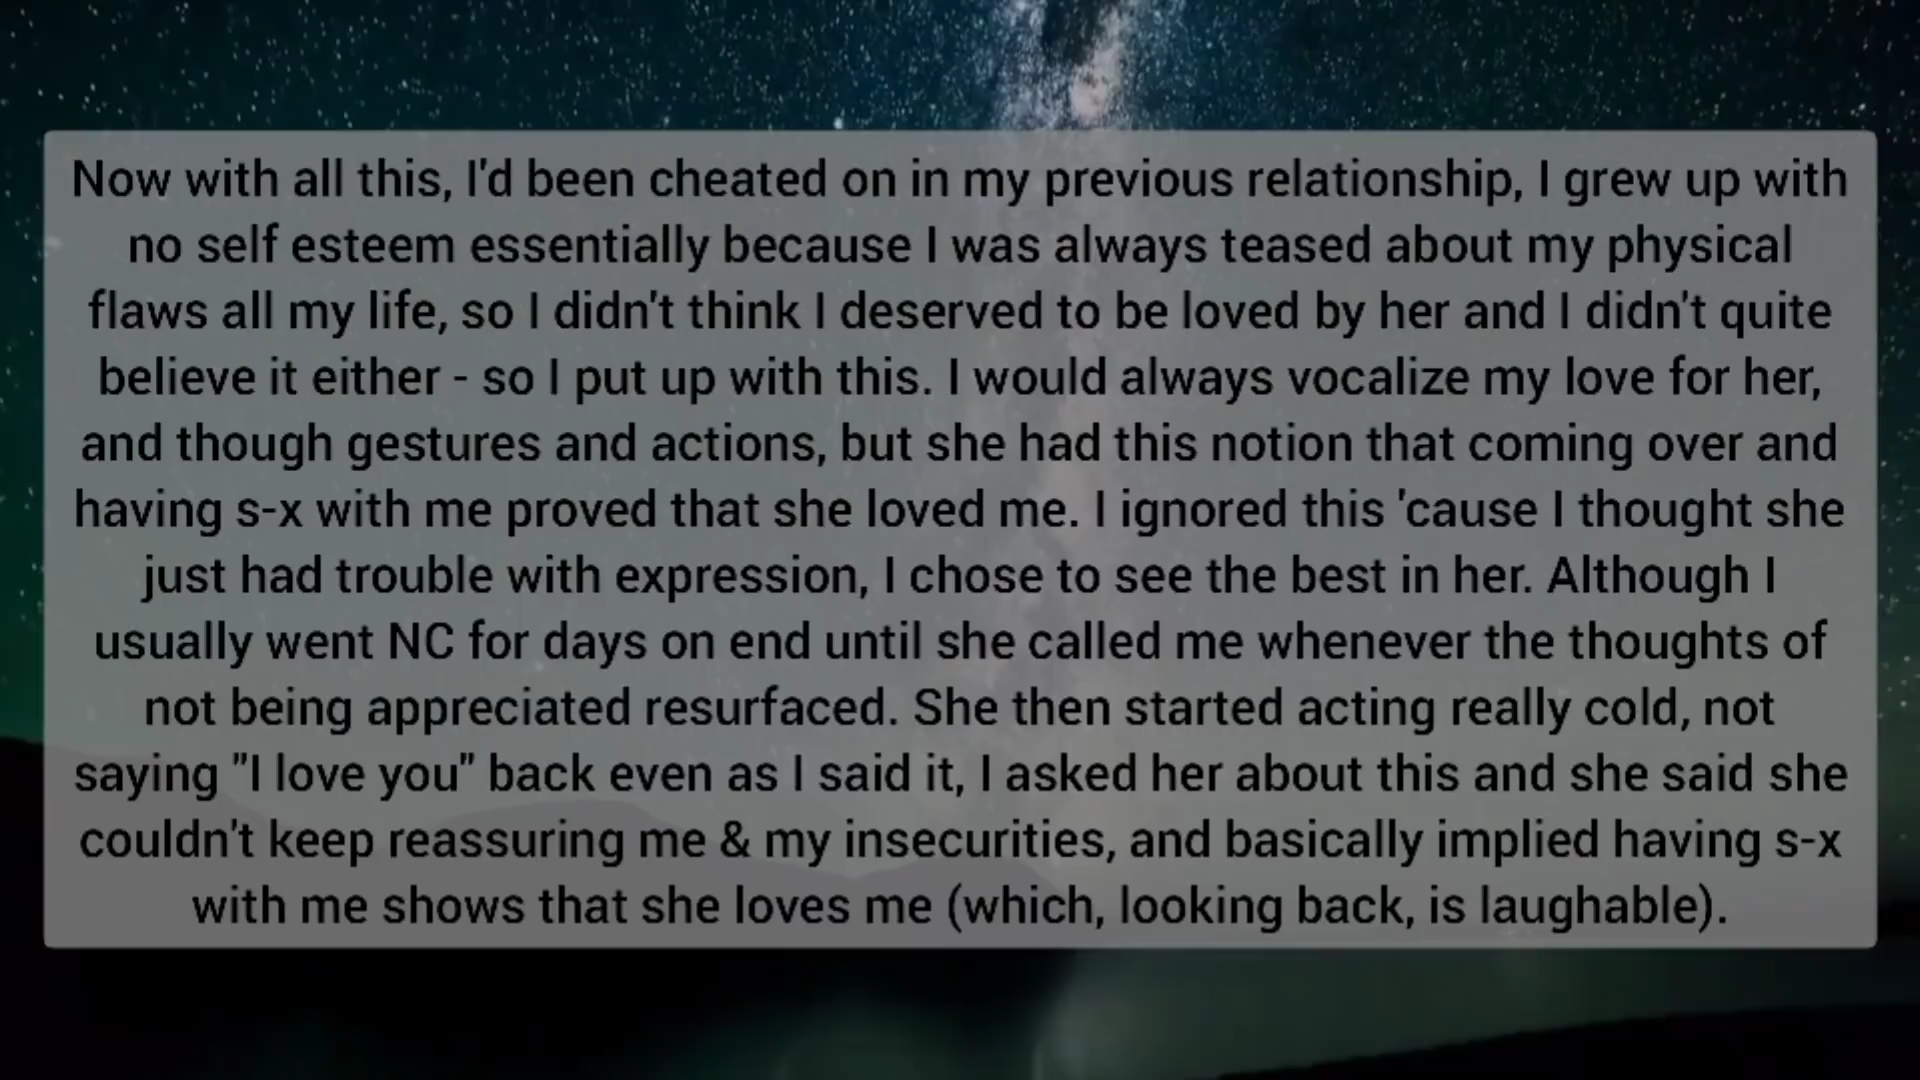 Now with all this, I'd been cheated on in my previous relationship, I grew up with
no self esteem essentially because I was always teased about my physical
flaws all my life, so I didn't think I deserved to be loved by her and I didn't quite
believe it either - so I put up with this. I would always vocalize my love for her,
and though gestures and actions, but she had this notion that coming over and
having s-x with me proved that she loved me. I ignored this 'cause I thought she
just had trouble with expression, I chose to see the best in her. Although I
usually went NC for days on end until she called me whenever the thoughts of
not being appreciated resurfaced. She then started acting really cold, not
saying "I love you" back even as I said it, I asked her about this and she said she
couldn't keep reassuring me & my insecurities, and basically implied having s-x
with me shows that she loves me (which, looking back, is laughable).